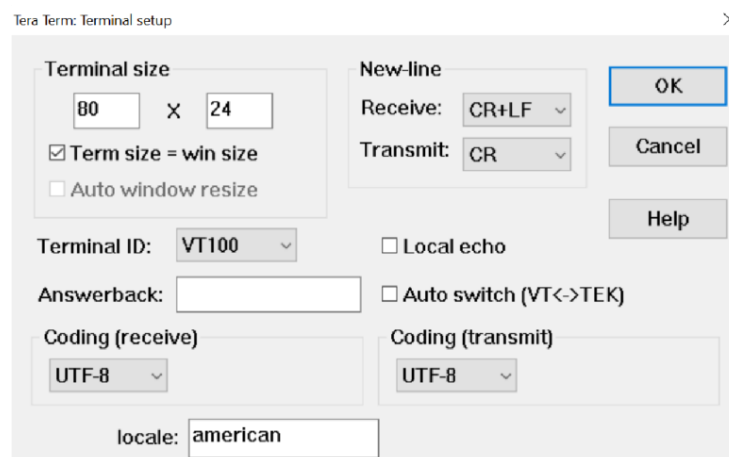 Tera Term: Terminal setup
Terminal size
80 X 24
Term size = win size
Auto window resize
New-line
Receive: CR+LF
Transmit: CR
OK
Cancel
Help
Terminal ID: VT100
Local echo
Answerback:
Auto switch (VT<->TEK)
Coding (receive)
UTF-8
Coding (transmit)
UTF-8
locale: american